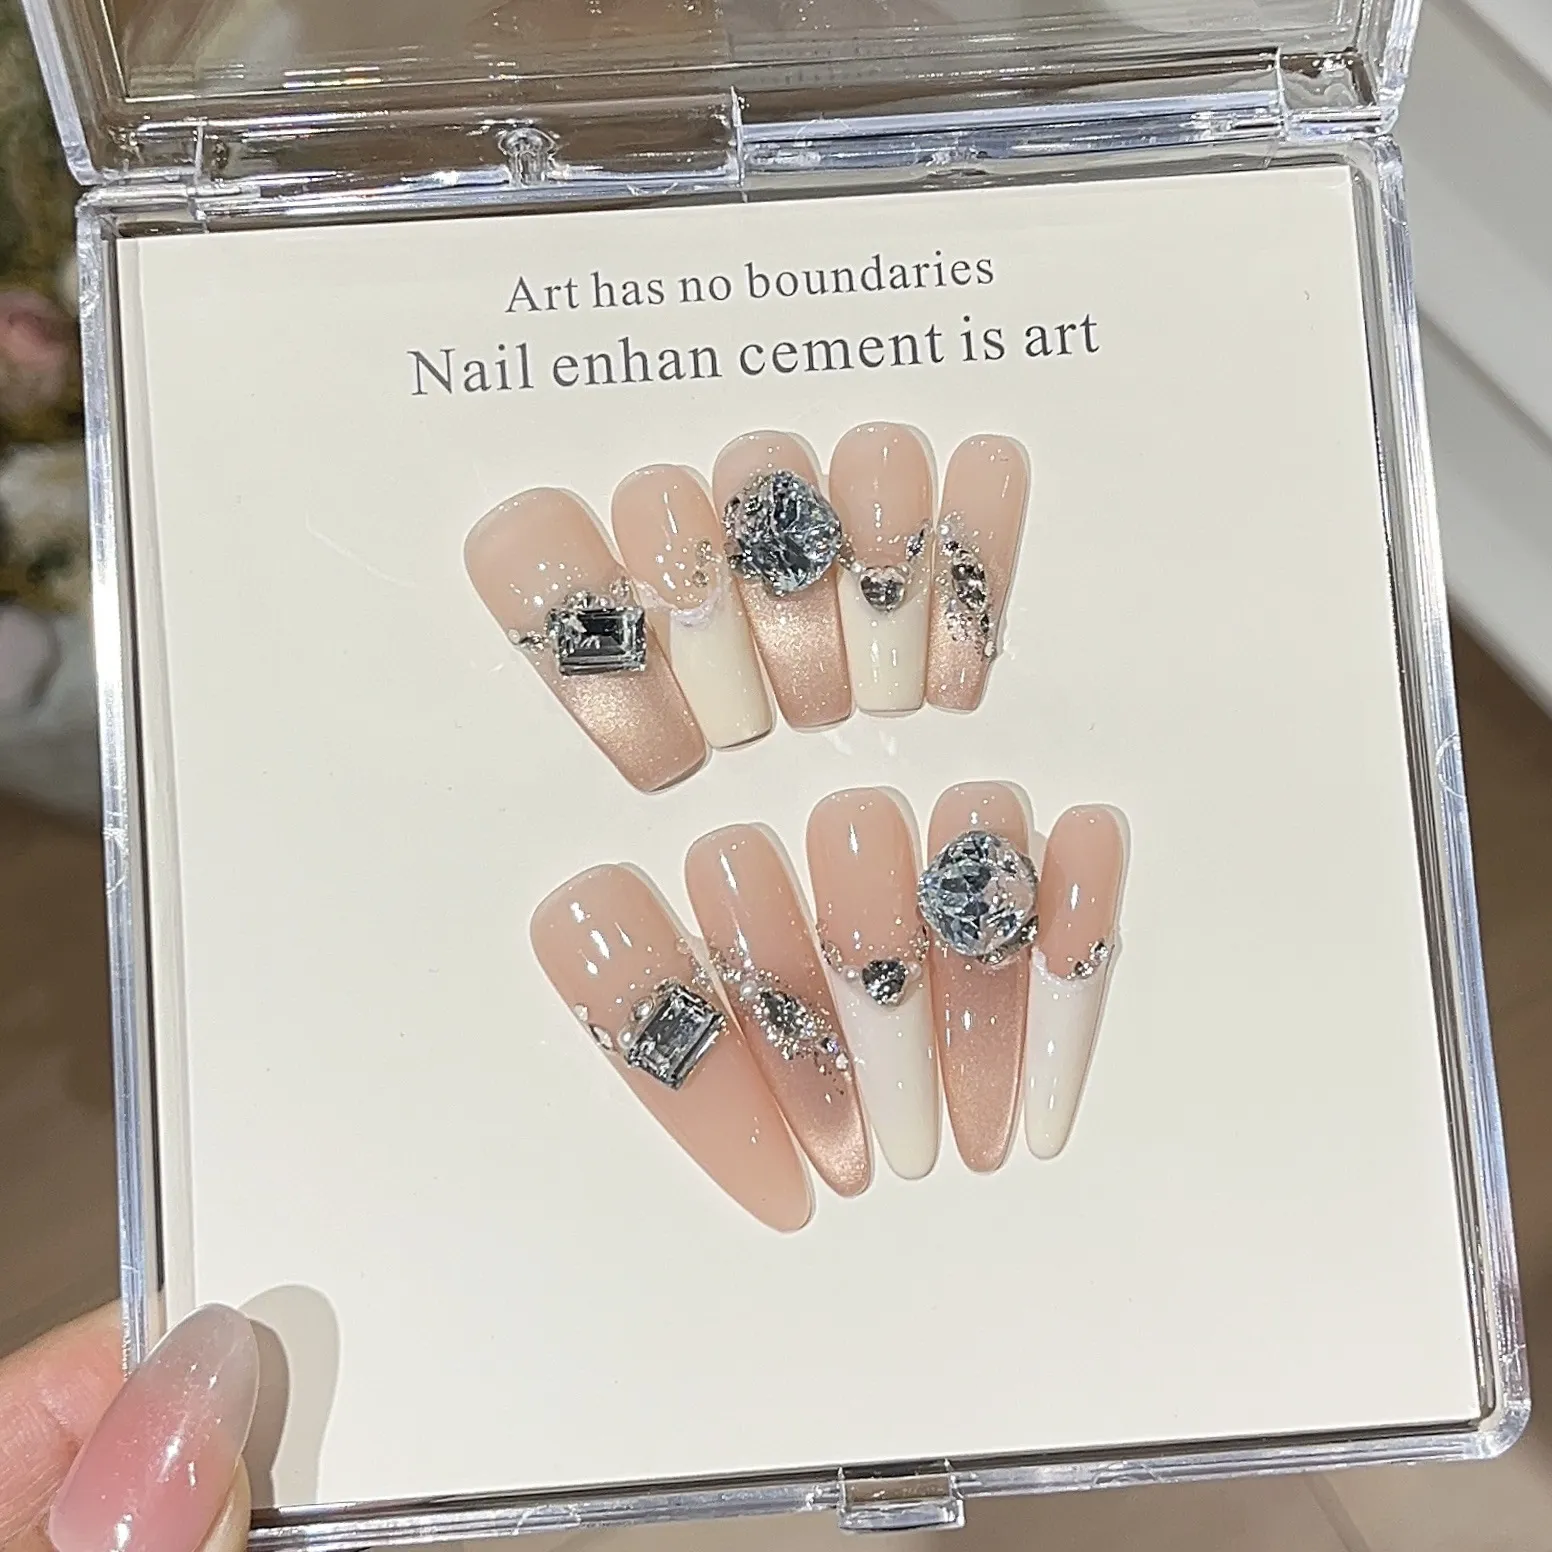 Art has no boundaries
Nail enhan cement is art